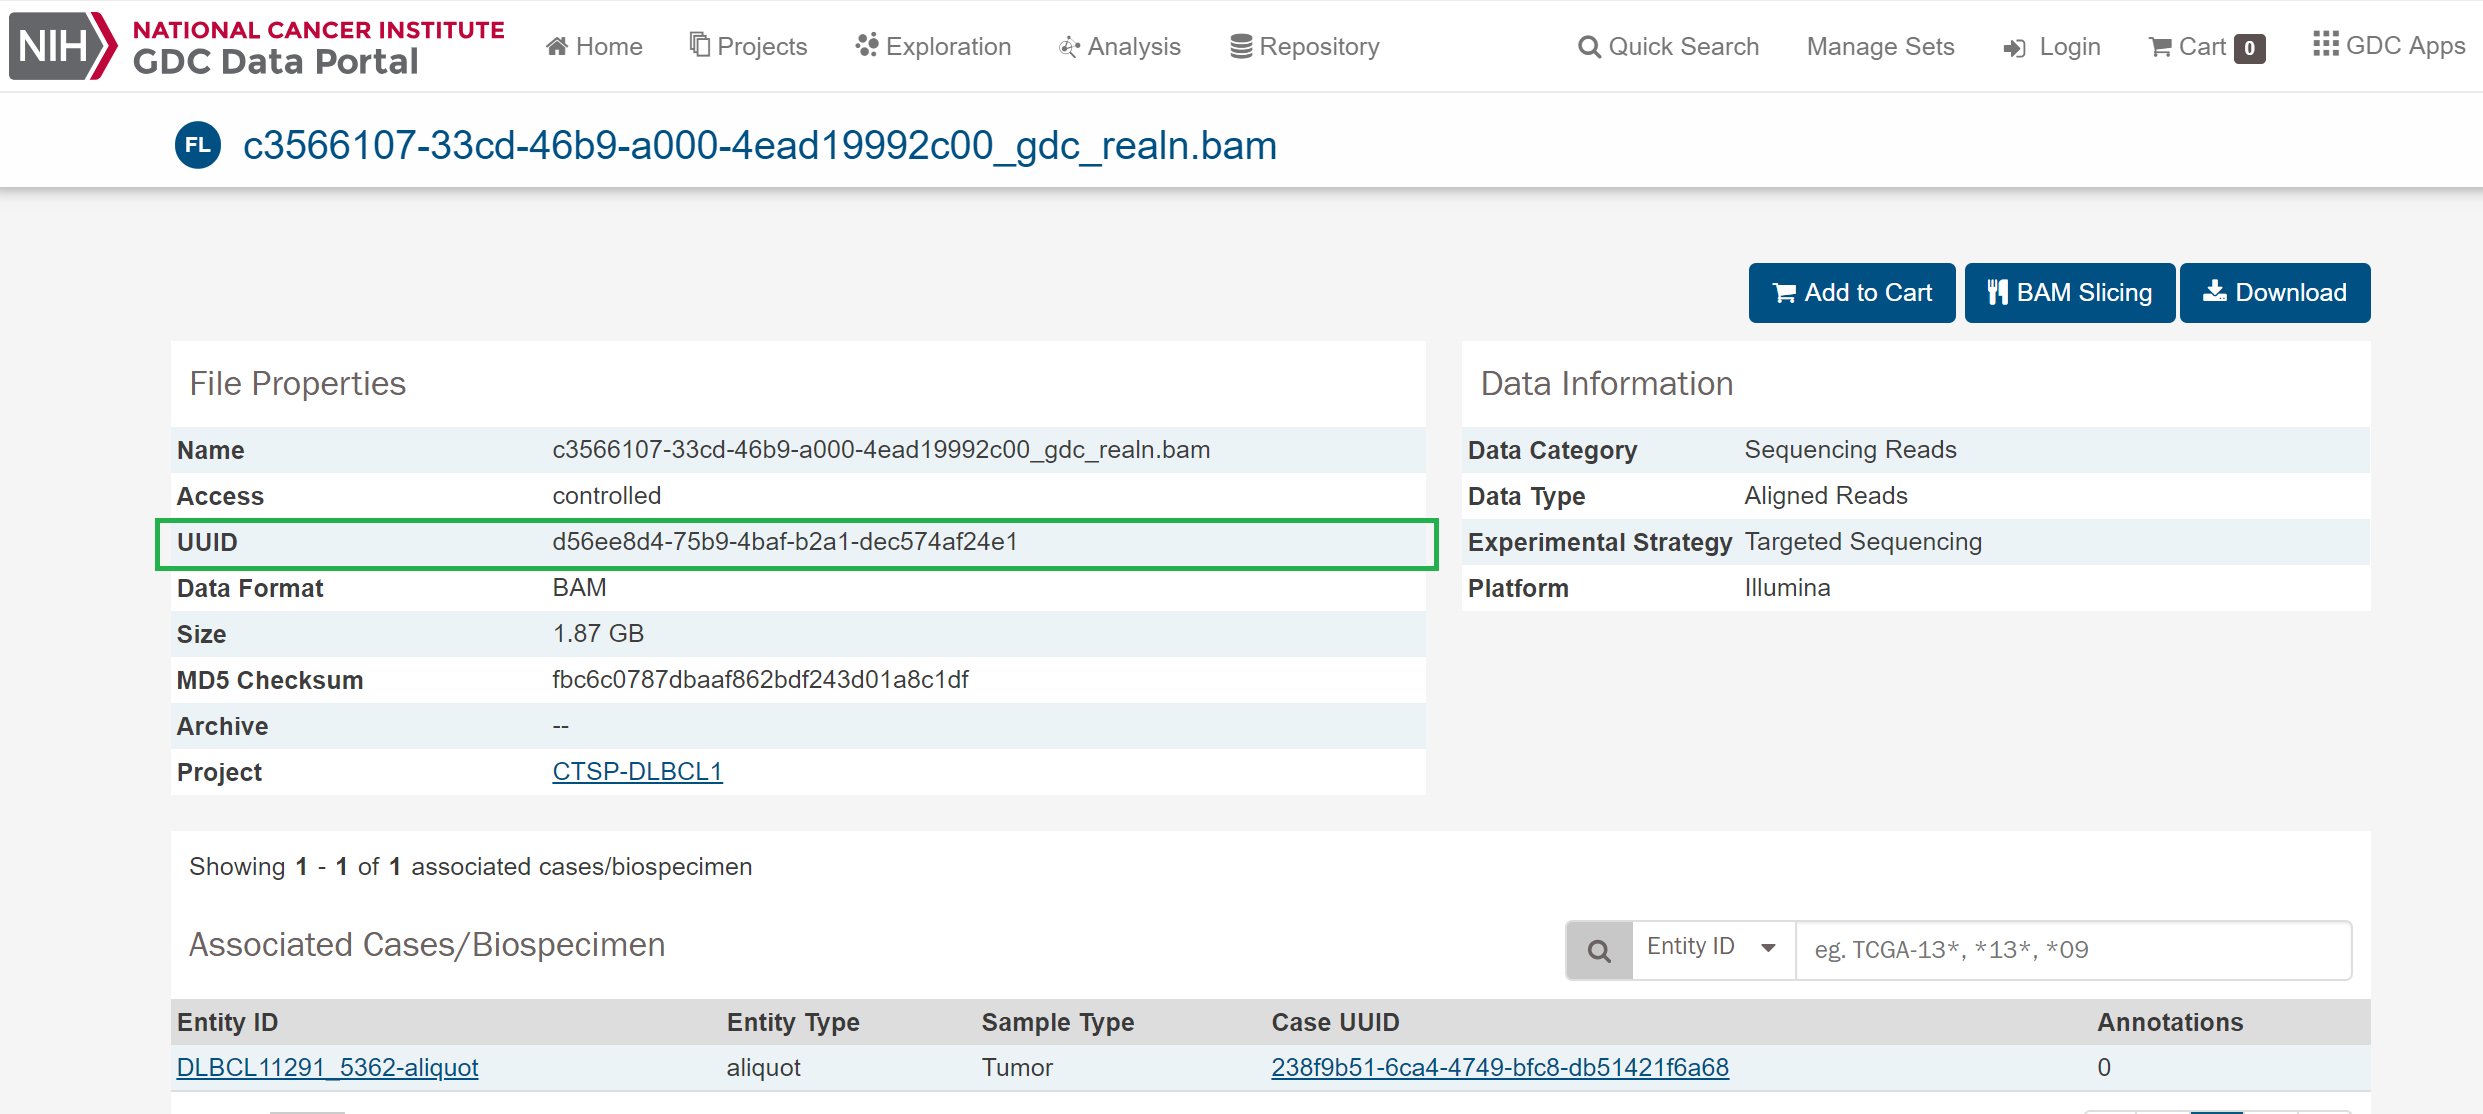 NIH NATIONAL CANCER INSTITUTE
GDC Data Portal
Home Projects Exploration Analysis Repository Quick Search Manage Sets Login Cart 0 GDC Apps
FL c3566107-33cd-46b9-a000-4ead19992c00_gdc_realn.bam
Add to Cart BAM Slicing Download
File Properties
Name c3566107-33cd-46b9-a000-4ead19992c00_gdc_realn.bam
Access controlled
UUID d56ee8d4-75b9-4baf-b2a1-dec574af24e1
Data Format BAM
Size 1.87 GB
MD5 Checksum fbc6c0787dbaaf862bdf243d01a8c1df
Archive --
Project CTSP-DLBCL1
Data Information
Data Category Sequencing Reads
Data Type Aligned Reads
Experimental Strategy Targeted Sequencing
Platform Illumina
Showing 1 - 1 of 1 associated cases/biospecimen
Associated Cases/Biospecimen
Entity ID eg. TCGA-13*, *13*, *09
Entity ID Entity Type Sample Type Case UUID Annotations
DLBCL11291_5362-aliquot aliquot Tumor 238f9b51-6ca4-4749-bfc8-db51421f6a68 0